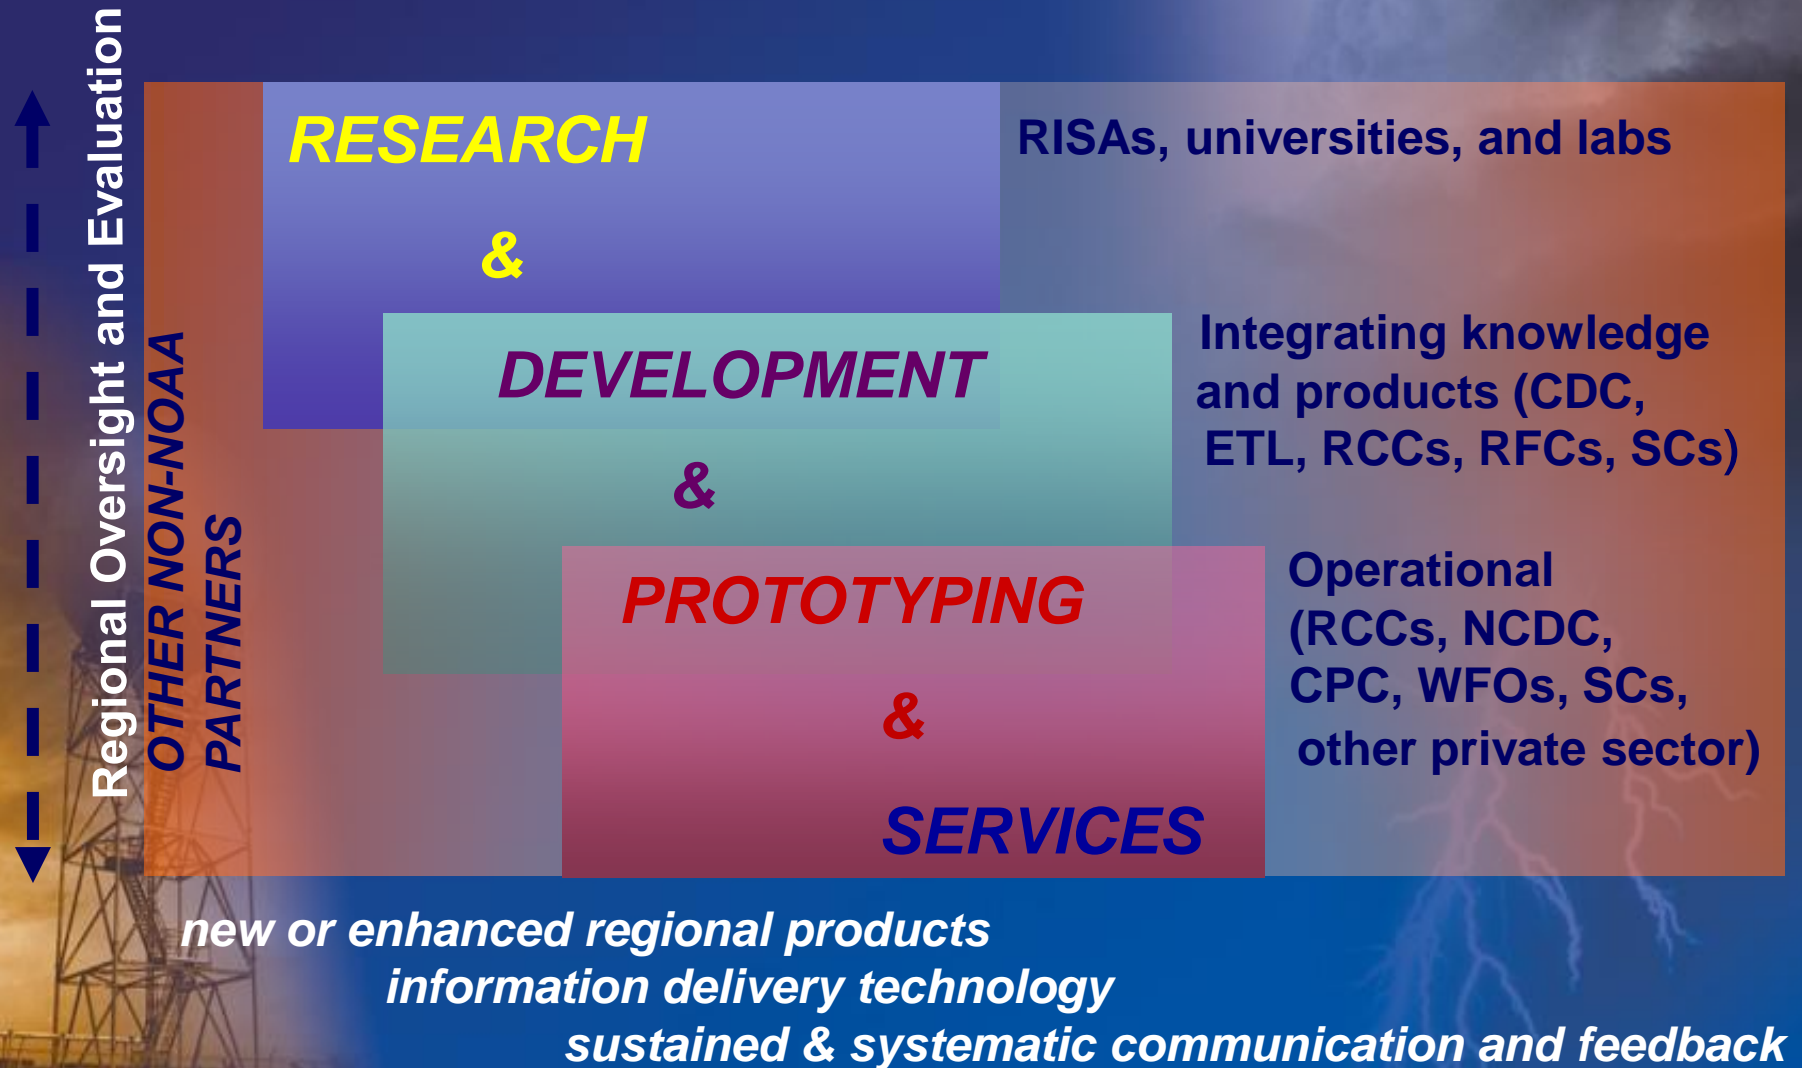 Regional Oversight and Evaluation
OTHER NON-NOAA
PARTNERS
RESEARCH
&
DEVELOPMENT
&
PROTOTYPING
&
SERVICES
RISAs, universities, and labs
Integrating knowledge
and products (CDC,
ETL, RCCs, RFCs, SCs)
Operational
(RCCs, NCDC,
CPC, WFOs, SCs,
other private sector)
new or enhanced regional products
information delivery technology
sustained & systematic communication and feedback